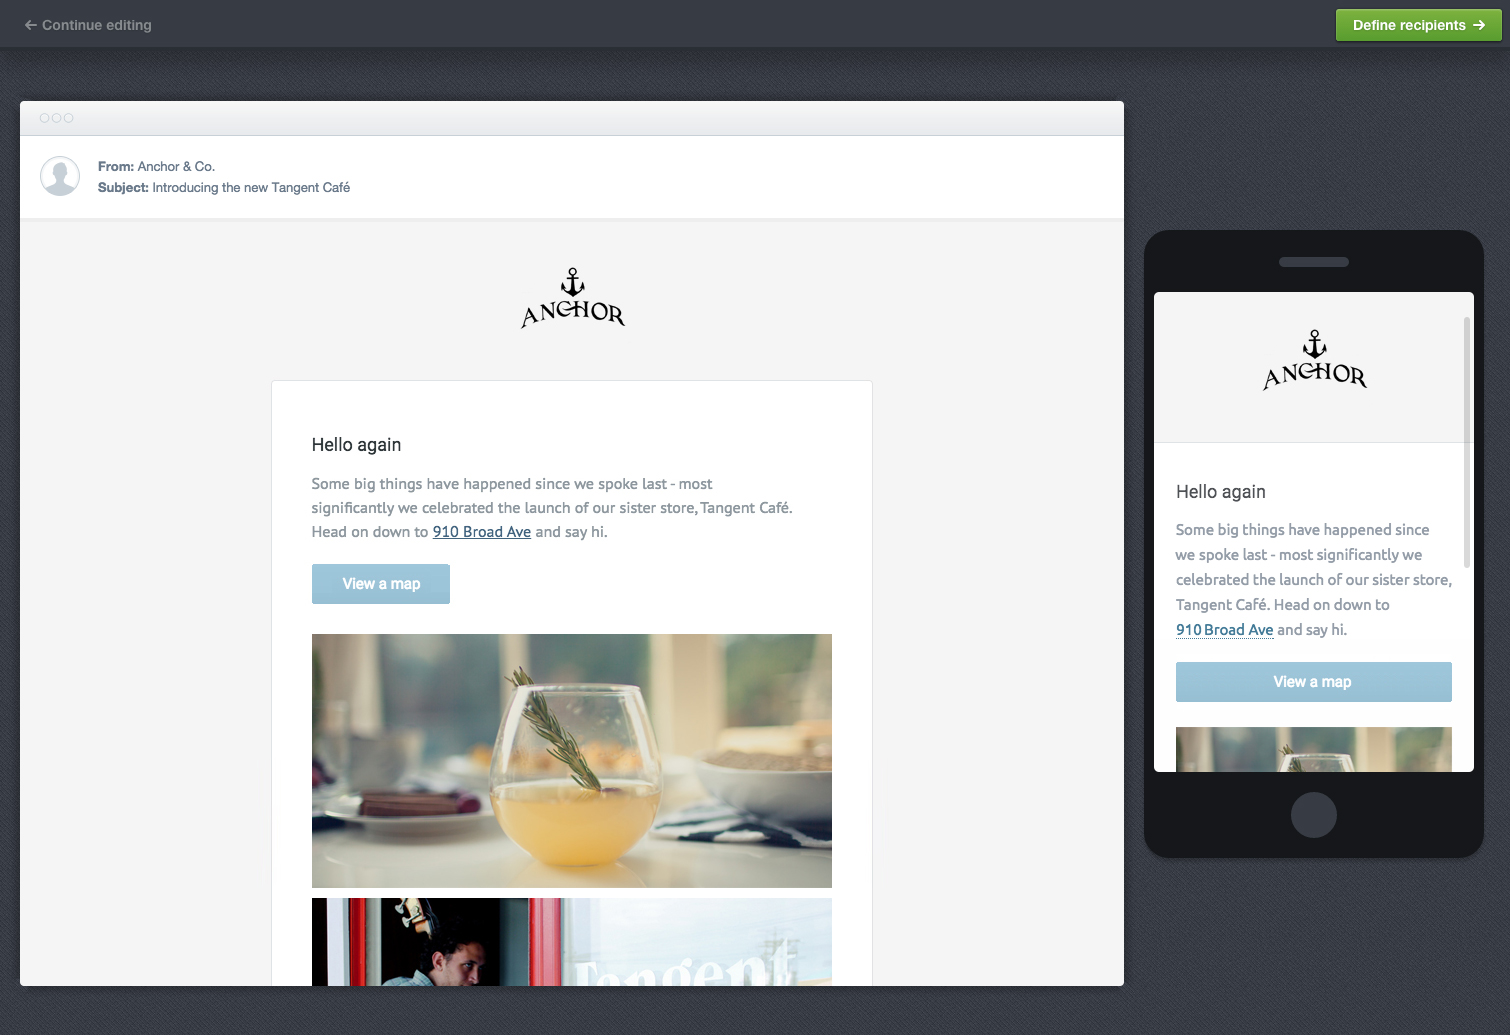 ← Continue editing
Define recipients →
From: Anchor & Co.
Subject: Introducing the new Tangent Café
ANCHOR
Hello again
Some big things have happened since we spoke last - most
significantly we celebrated the launch of our sister store, Tangent Café.
Head on down to 910 Broad Ave and say hi.
View a map
Tangent
ANCHOR
Hello again
Some big things have happened since
we spoke last - most significantly we
celebrated the launch of our sister store,
Tangent Café. Head on down to
910 Broad Ave and say hi.
View a map